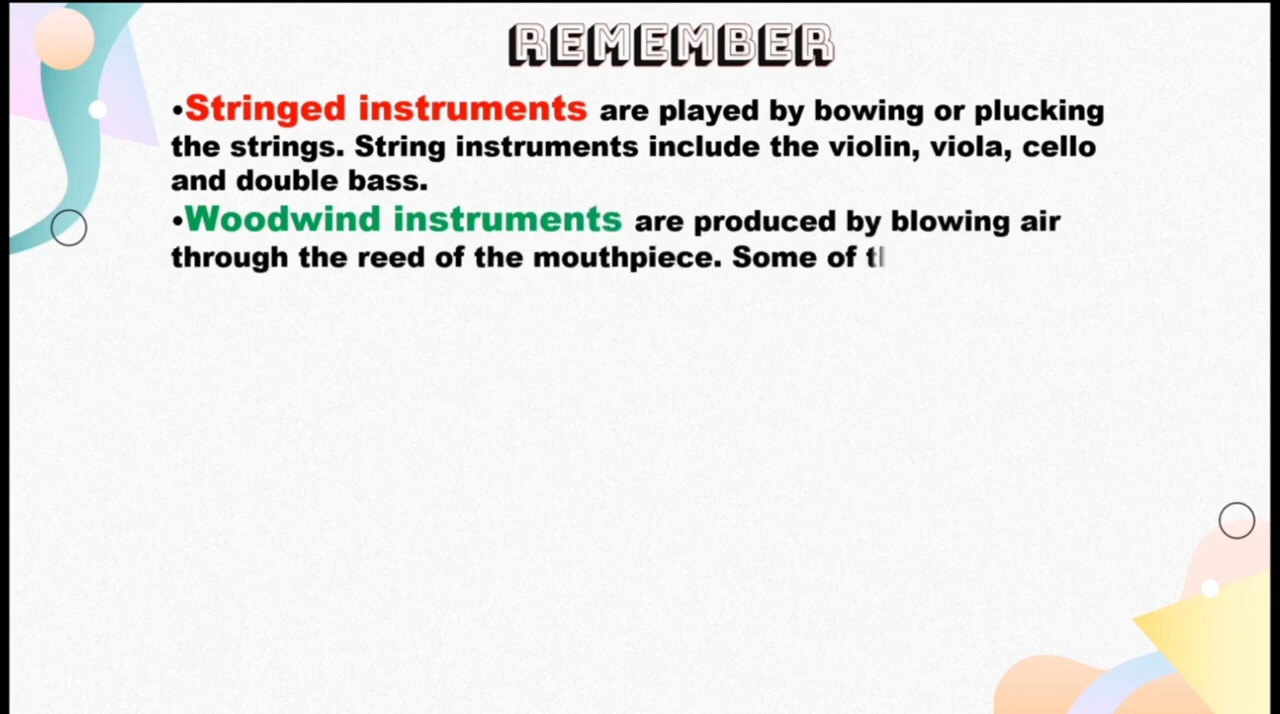 REMEMBER
•Stringed instruments are played by bowing or plucking
the strings. String instruments include the violin, viola, cello
and double bass.
•Woodwind instruments are produced by blowing air
through the reed of the mouthpiece. Some of